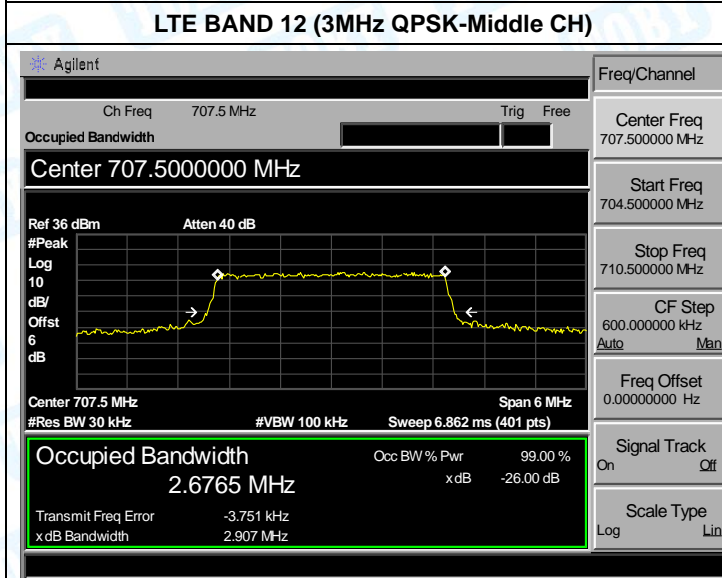 LTE BAND 12 (3MHz QPSK-Middle CH)
Agilent
Freq/Channel
Ch Freq 707.5 MHz Trig Free
Occupied Bandwidth
Center 707.5000000 MHz
Ref 36 dBm Atten 40 dB
#Peak
Log
10
dB/
Offst
6
dB
Center 707.5 MHz Span 6 MHz
#Res BW 30 kHz #VBW 100 kHz Sweep 6.862 ms (401 pts)
Occupied Bandwidth Occ BW % Pwr 99.00 %
2.6765 MHz x dB -26.00 dB
Transmit Freq Error -3.751 kHz
x dB Bandwidth 2.907 MHz
Center Freq
707.500000 MHz
Start Freq
704.500000 MHz
Stop Freq
710.500000 MHz
CF Step
600.000000 kHz
Auto Man
Freq Offset
0.00000000 Hz
Signal Track
On Off
Scale Type
Log Lin